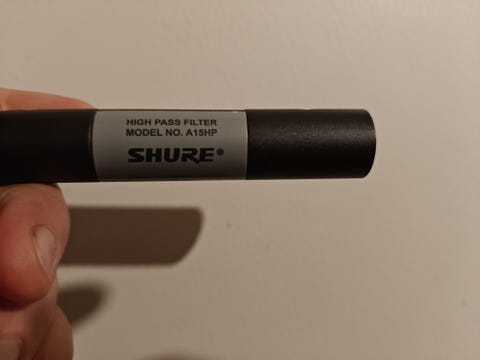 HIGH PASS FILTER
MODEL NO. A15HP
SHURE®